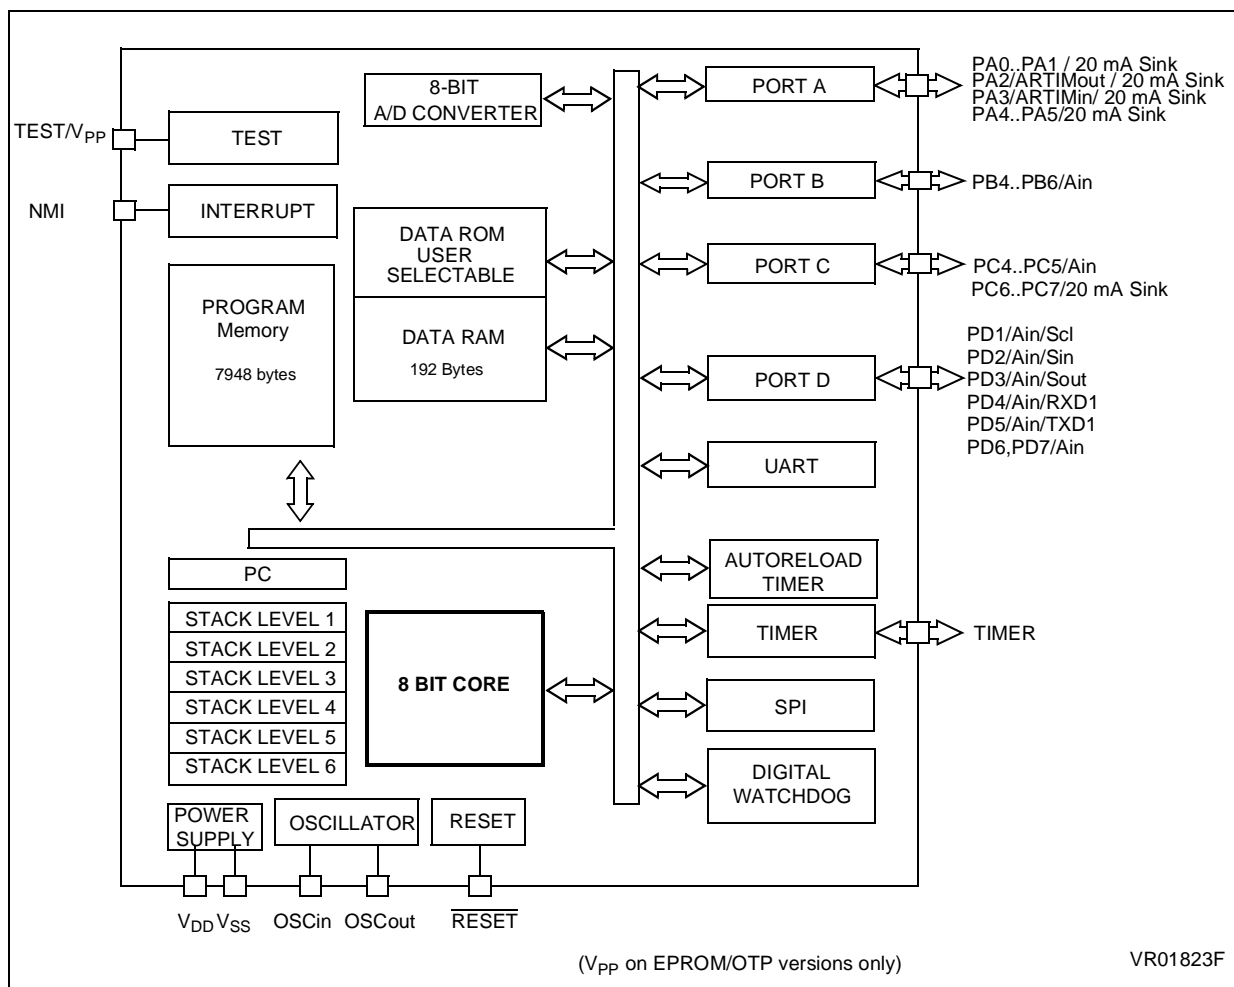 8-BIT
A/D CONVERTER
PORT A
PA0..PA1 / 20 mA Sink
PA2/ARTIMout / 20 mA Sink
PA3/ARTIMin/ 20 mA Sink
PA4..PA5/20 mA Sink
TEST/VPP
TEST
PORT B
PB4..PB6/Ain
NMI
INTERRUPT
DATA ROM
USER
SELECTABLE
PORT C
PC4..PC5/Ain
PC6..PC7/20 mA Sink
PROGRAM
Memory
7948 bytes
DATA RAM
192 Bytes
PORT D
PD1/Ain/Scl
PD2/Ain/Sin
PD3/Ain/Sout
PD4/Ain/RXD1
PD5/Ain/TXD1
PD6,PD7/Ain
UART
PC
AUTORELOAD
TIMER
STACK LEVEL 1
STACK LEVEL 2
STACK LEVEL 3
STACK LEVEL 4
STACK LEVEL 5
STACK LEVEL 6
8 BIT CORE
TIMER
TIMER
SPI
DIGITAL
WATCHDOG
POWER
SUPPLY
OSCILLATOR
RESET
VDD VSS
OSCin OSCout
RESET
(VPP on EPROM/OTP versions only)
VR01823F